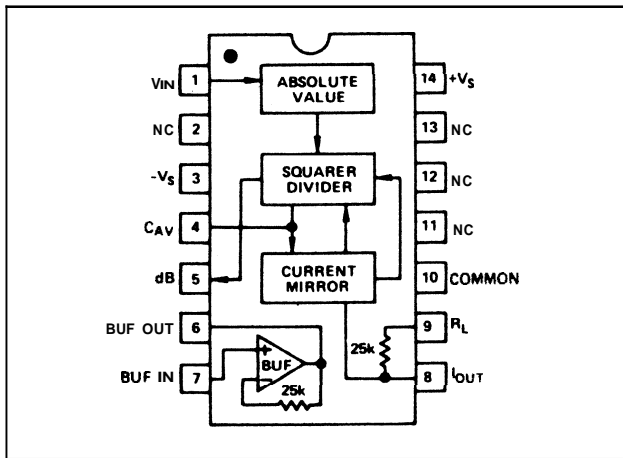 VIN 1
NC 2
-VS 3
CAV 4
dB 5
BUF OUT 6
BUF IN 7
ABSOLUTE
VALUE
SQUARER
DIVIDER
CURRENT
MIRROR
+
BUF
−
25k
25k
14 +VS
13 NC
12 NC
11 NC
10 COMMON
9 RL
8 IOUT